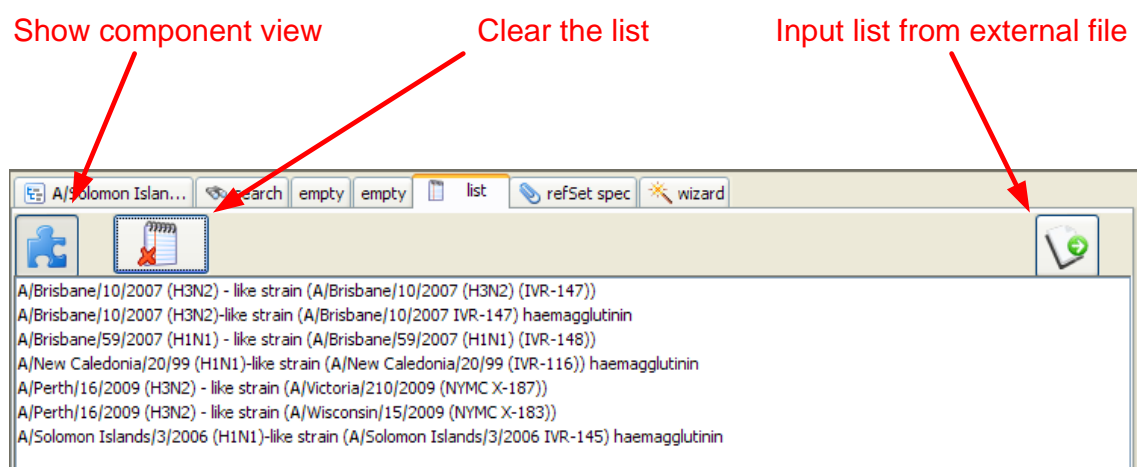 Show component view Clear the list Input list from external file
A/Solomon Islan... search empty empty list refSet spec wizard
A/Brisbane/10/2007 (H3N2) - like strain (A/Brisbane/10/2007 (H3N2) (IVR-147))
A/Brisbane/10/2007 (H3N2)-like strain (A/Brisbane/10/2007 IVR-147) haemagglutinin
A/Brisbane/59/2007 (H1N1) - like strain (A/Brisbane/59/2007 (H1N1) (IVR-148))
A/New Caledonia/20/99 (H1N1)-like strain (A/New Caledonia/20/99 (IVR-116)) haemagglutinin
A/Perth/16/2009 (H3N2) - like strain (A/Victoria/210/2009 (NYMC X-187))
A/Perth/16/2009 (H3N2) - like strain (A/Wisconsin/15/2009 (NYMC X-183))
A/Solomon Islands/3/2006 (H1N1)-like strain (A/Solomon Islands/3/2006 IVR-145) haemagglutinin